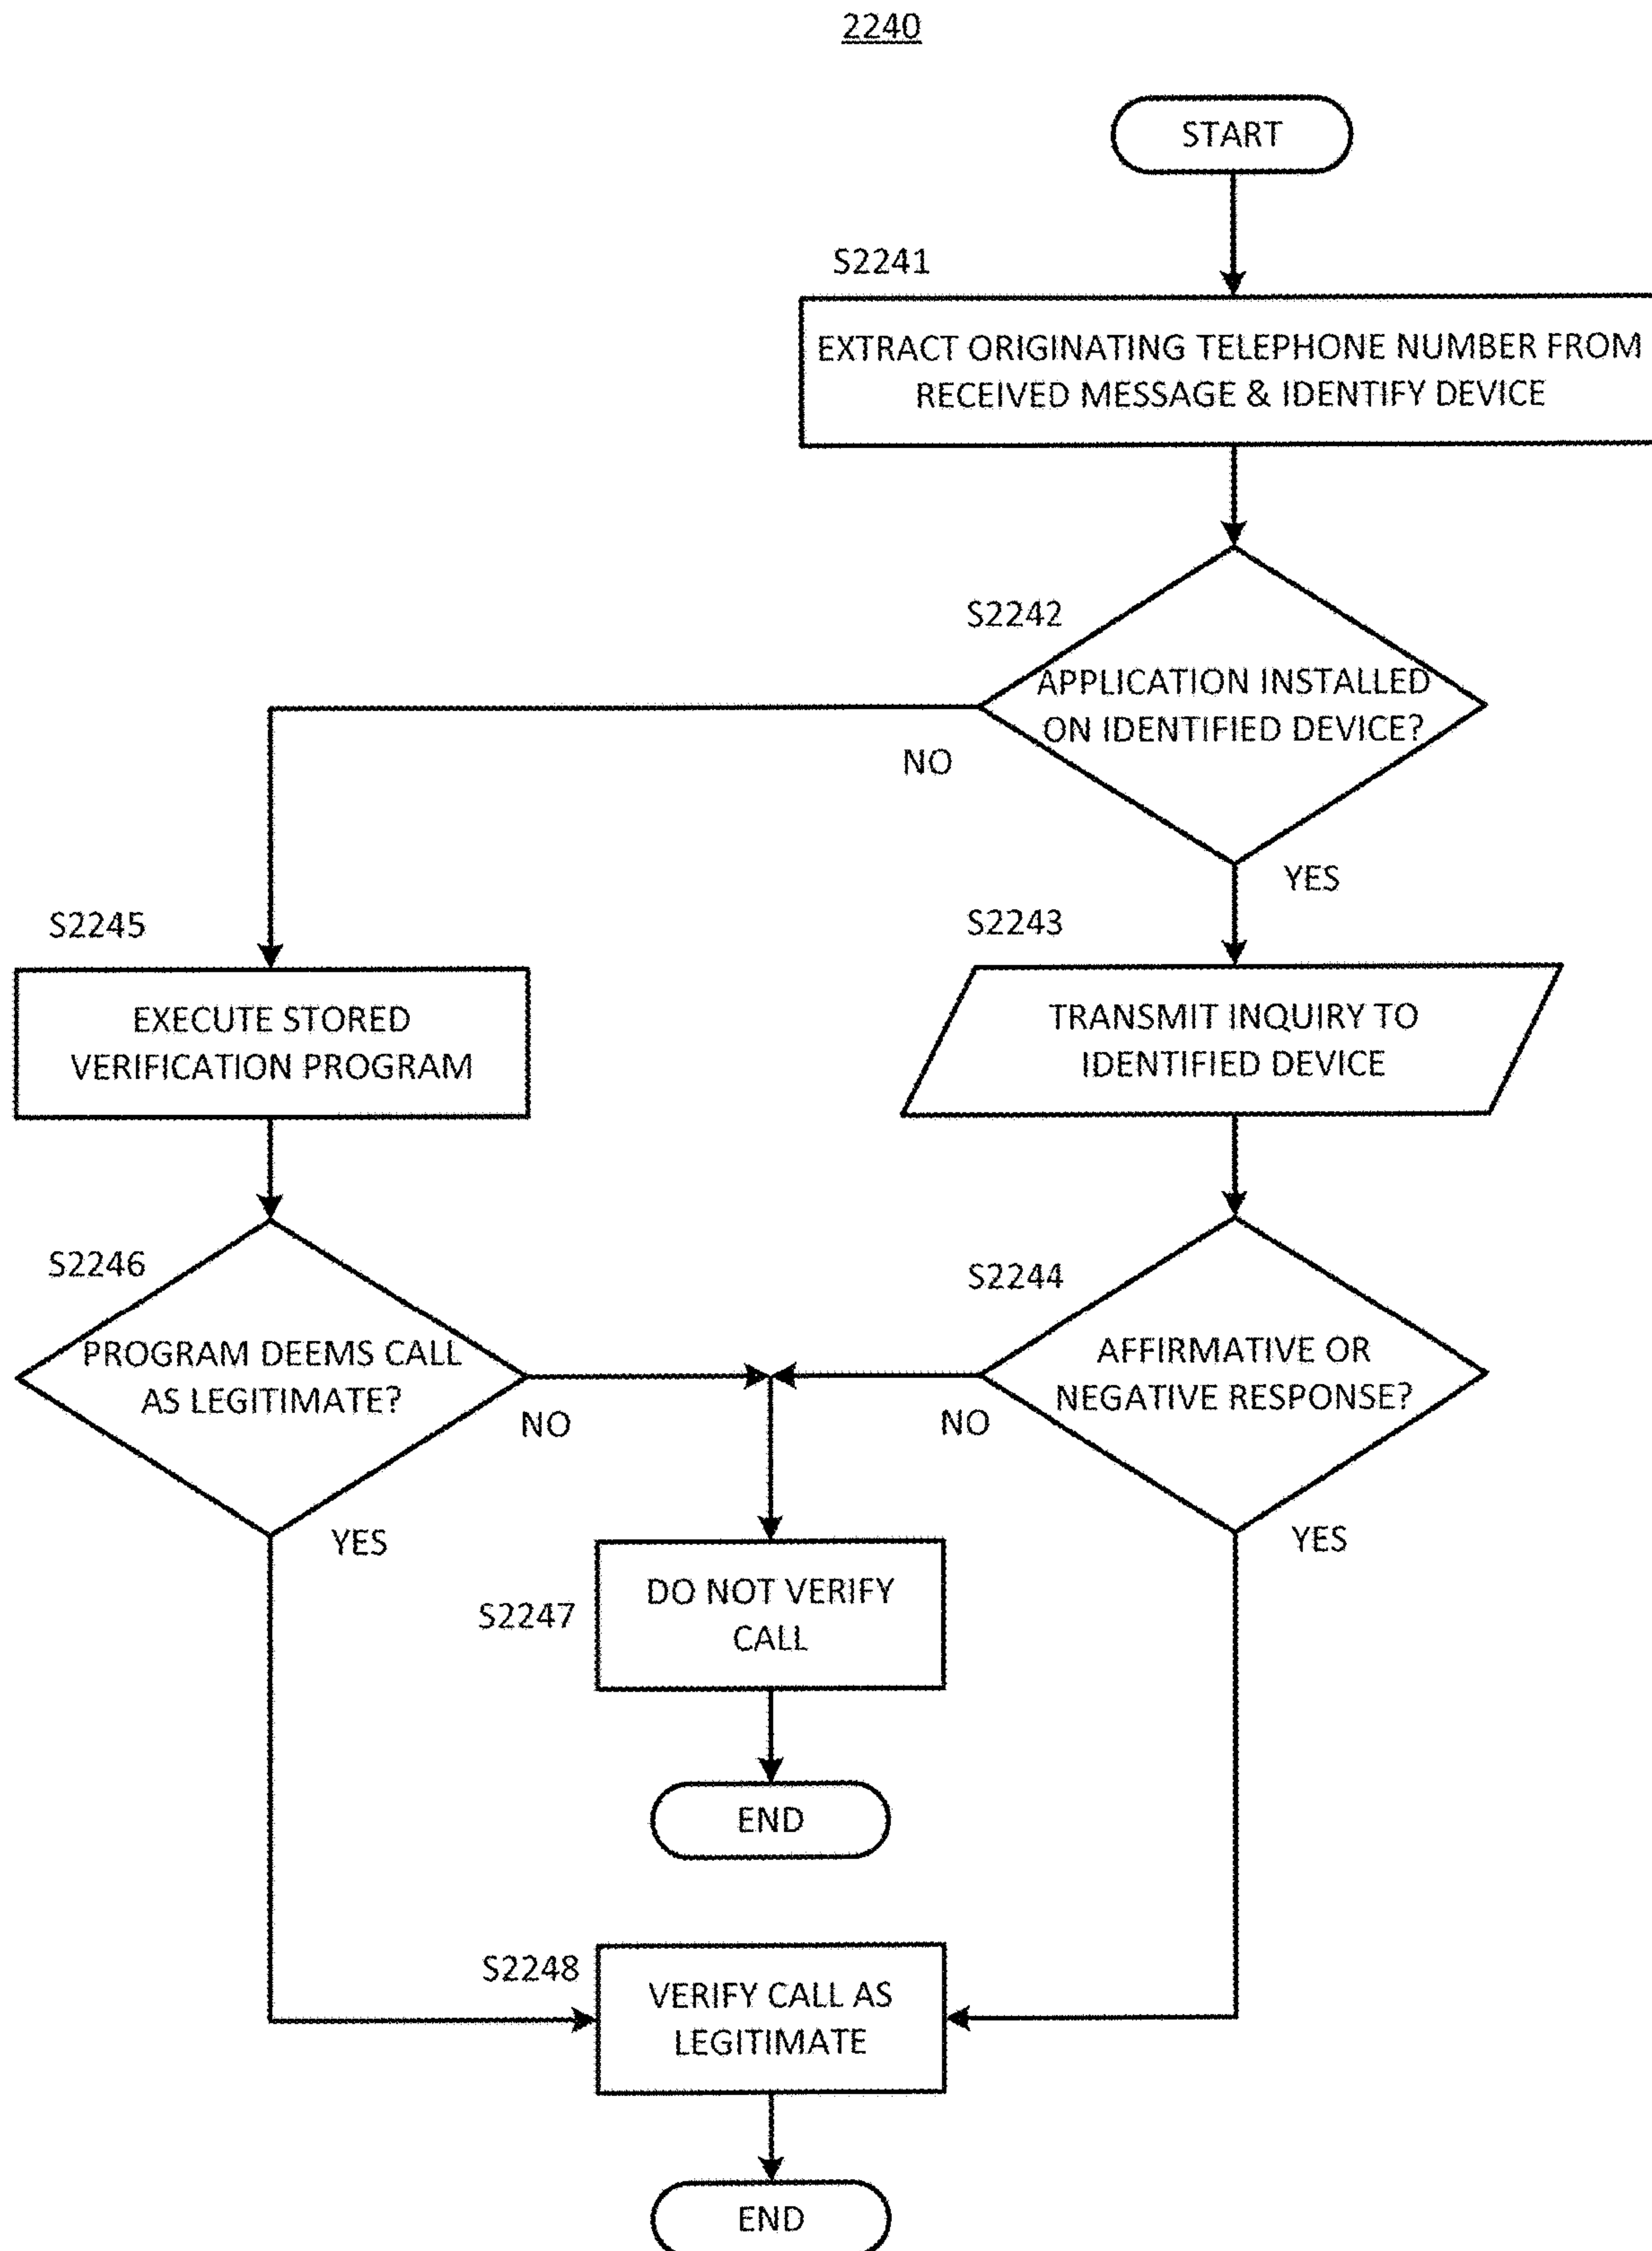 2240
START
S2241
EXTRACT ORIGINATING TELEPHONE NUMBER FROM
RECEIVED MESSAGE & IDENTIFY DEVICE
S2242
APPLICATION INSTALLED
ON IDENTIFIED DEVICE?
NO
YES
S2245
S2243
EXECUTE STORED
VERIFICATION PROGRAM
TRANSMIT INQUIRY TO
IDENTIFIED DEVICE
S2246
S2244
PROGRAM DEEMS CALL
AS LEGITIMATE?
AFFIRMATIVE OR
NEGATIVE RESPONSE?
NO
NO
YES
YES
S2247
DO NOT VERIFY
CALL
END
S2248
VERIFY CALL AS
LEGITIMATE
END